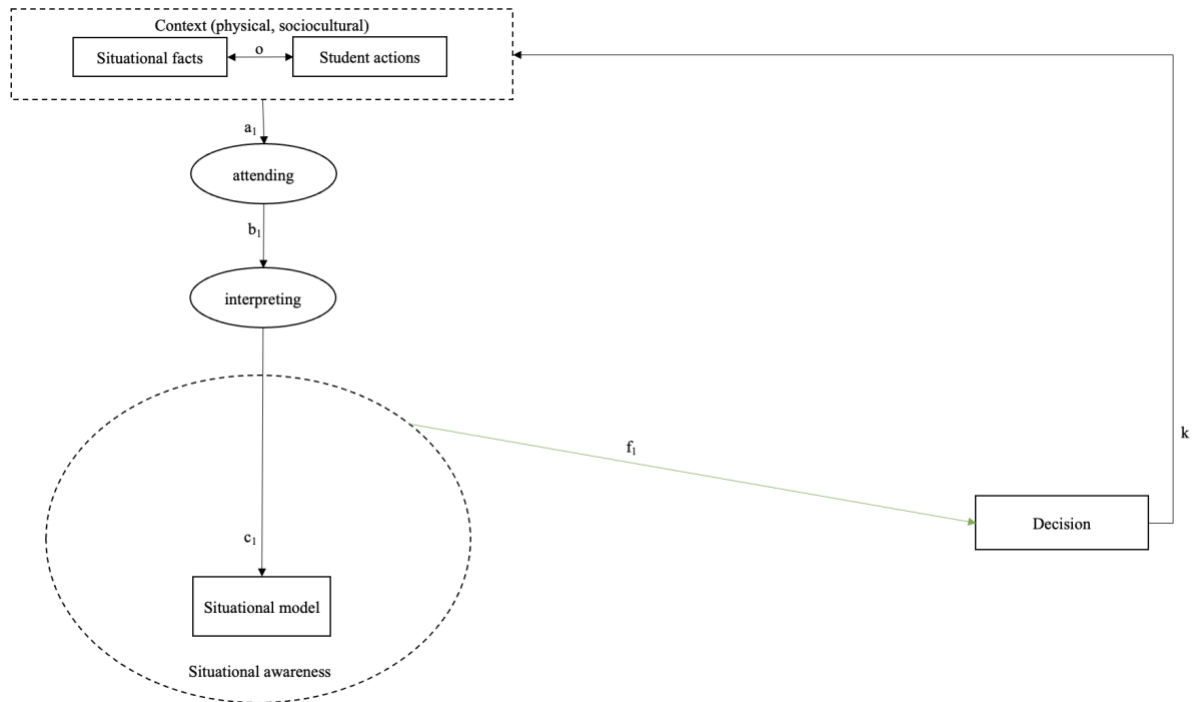 Context (physical, sociocultural)
Situational facts
o
Student actions
a₁
attending
b₁
interpreting
f₁
k
Decision
c₁
Situational model
Situational awareness